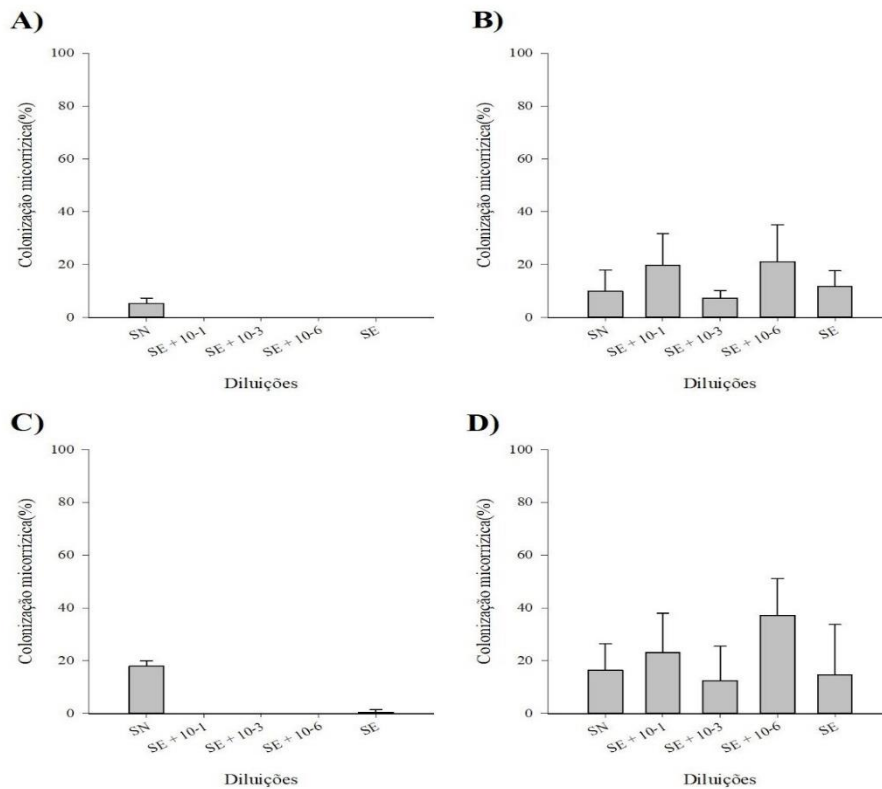 A)
Colonização micorrízica(%)
100
80
60
40
20
0
SN
SE + 10-1
SE + 10-3
SE + 10-6
SE
Diluições
B)
Colonização micorrízica(%)
100
80
60
40
20
0
SN
SE + 10-1
SE + 10-3
SE + 10-6
SE
Diluições
C)
Colonização micorrízica(%)
100
80
60
40
20
0
SN
SE + 10-1
SE + 10-3
SE + 10-6
SE
Diluições
D)
Colonização micorrízica(%)
100
80
60
40
20
0
SN
SE + 10-1
SE + 10-3
SE + 10-6
SE
Diluições